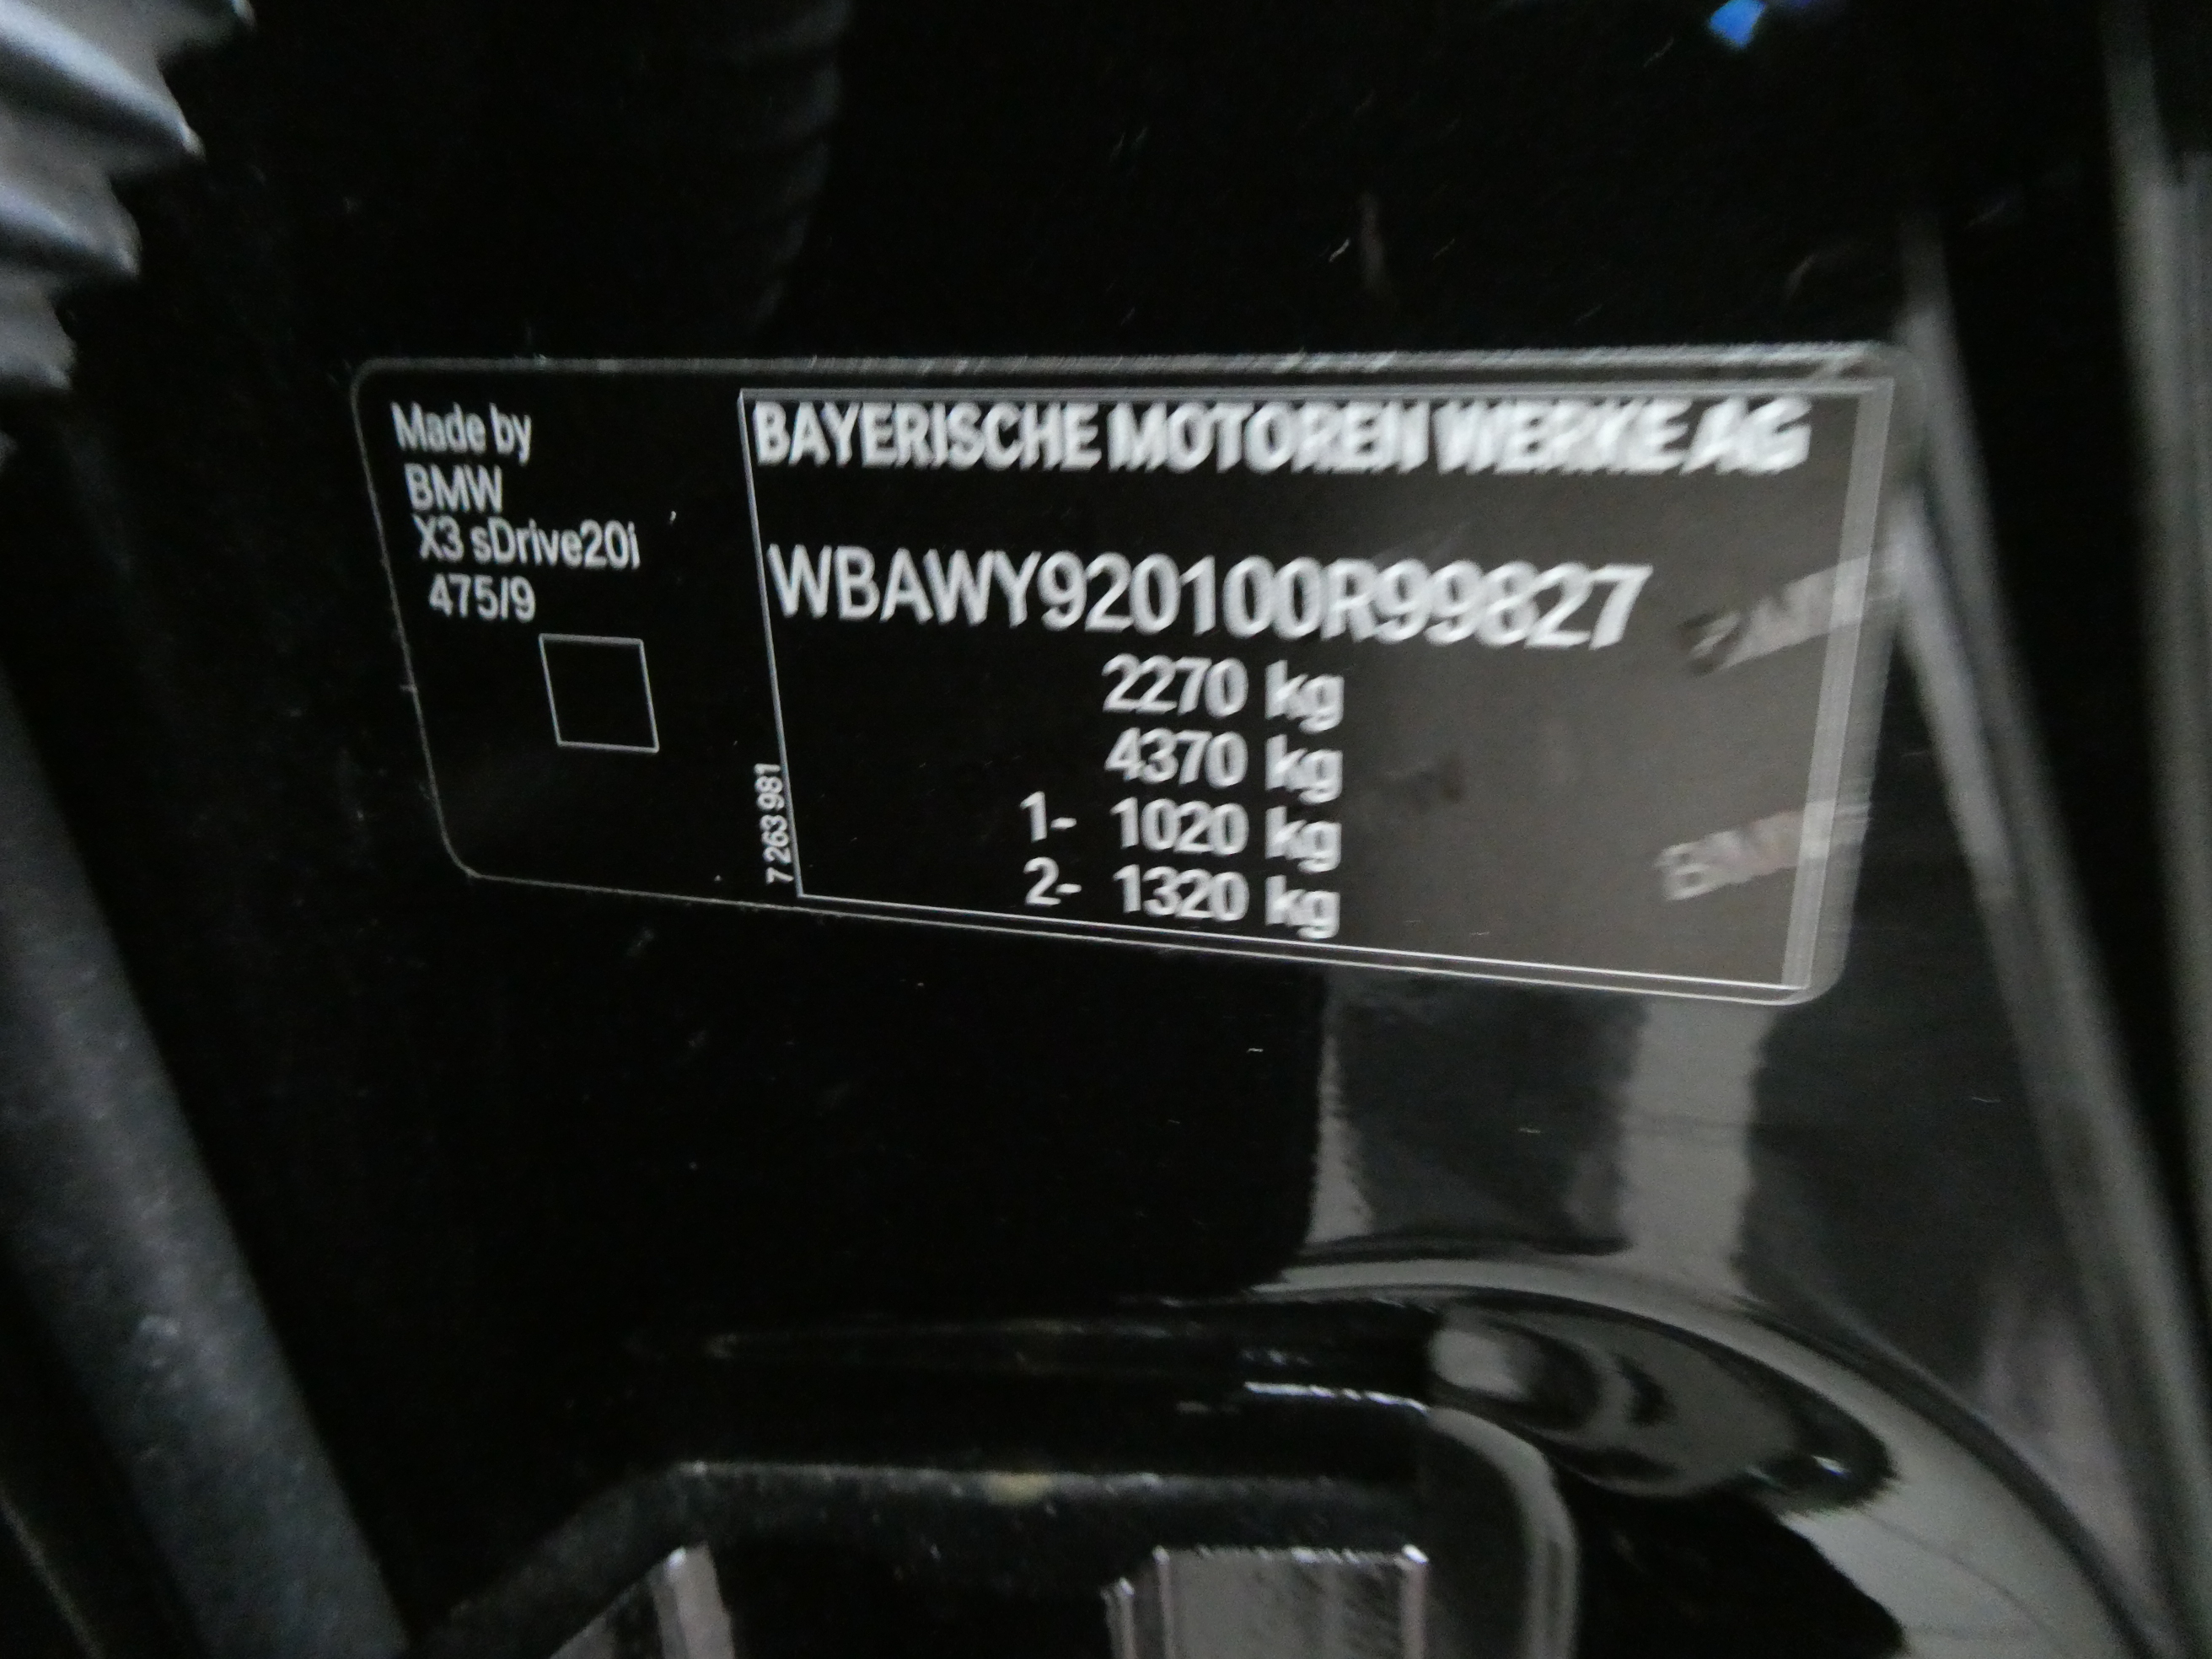 Made by
BMW
X3 sDrive20i
475/9
7 263 981
BAYERISCHE MOTOREN WERKE AG
WBAWY920100R99827
2270 kg
4370 kg
1- 1020 kg
2- 1320 kg